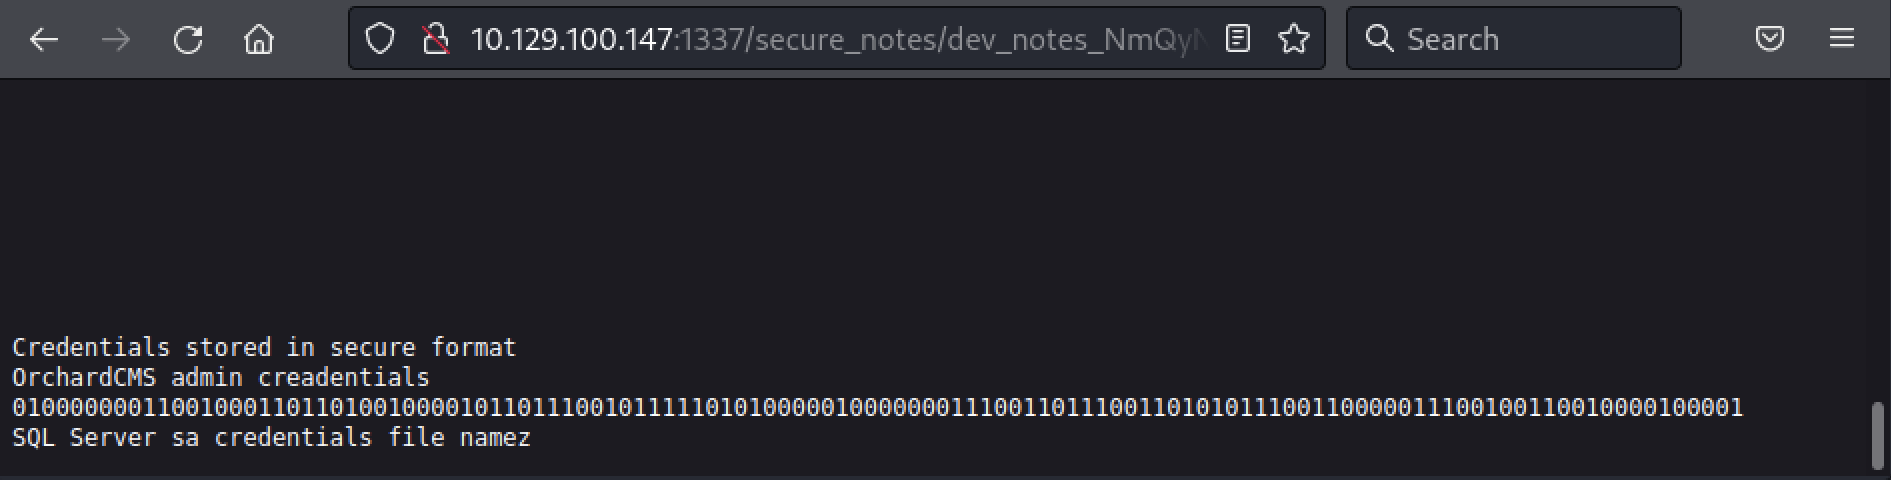 10.129.100.147:1337/secure_notes/dev_notes_NmQyN
Search
Credentials stored in secure format
OrchardCMS admin creadentials
010000000110010001101101001000010110111001011111010100000100000001110011011100110101011100110000011100100110010000100001
SQL Server sa credentials file namez